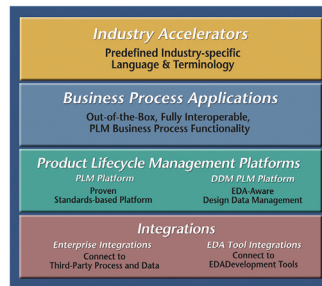 Industry Accelerators
Predefined Industry-specific
Language & Terminology
Business Process Applications
Out-of-the-Box, Fully Interoperable,
PLM Business Process Functionality
Product Lifecycle Management Platforms
PLM Platform
Proven
Standards-based Platform
DDM PLM Platform
EDA-Aware
Design Data Management
Integrations
Enterprise Integrations
Connect to
Third-Party Process and Data
EDA Tool Integrations
Connect to
EDADevelopment Tools